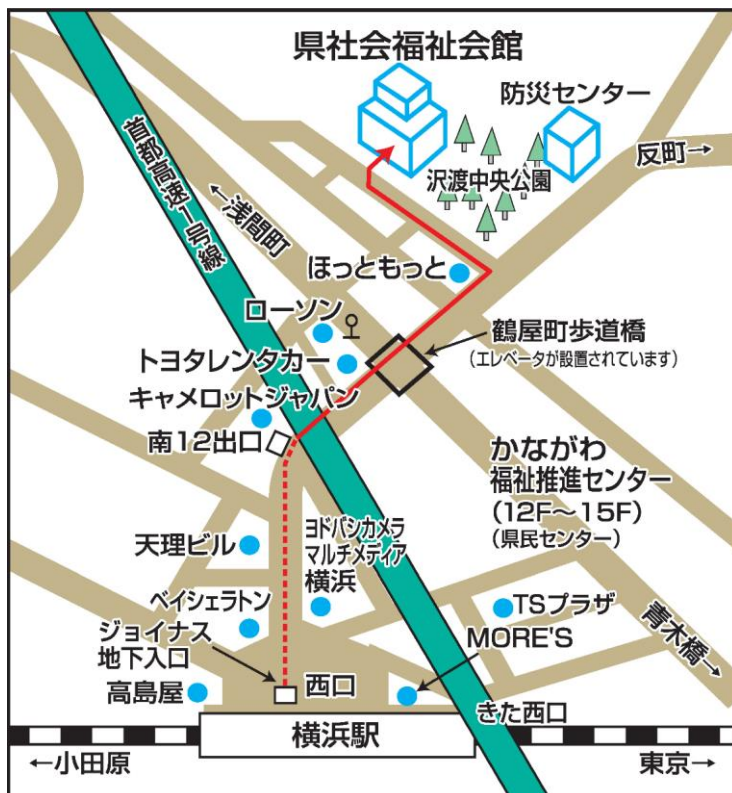 県社会福祉会館
防災センター
首都高速1号線
反町→
沢渡中央公園
←浅間町
ほっともっと
ローソン
鶴屋町歩道橋
（エレベータが設置されています）
トヨタレンタカー
キャメロットジャパン
南12出口
かながわ
福祉推進センター
（12F～15F）
（県民センター）
天理ビル
ヨドバシカメラ
マルチメディア
横浜
ベイシェラトン
TSプラザ
ジョイナス
地下入口
MORE'S
青木橋→
高島屋
西口
きた西口
横浜駅
←小田原
東京→